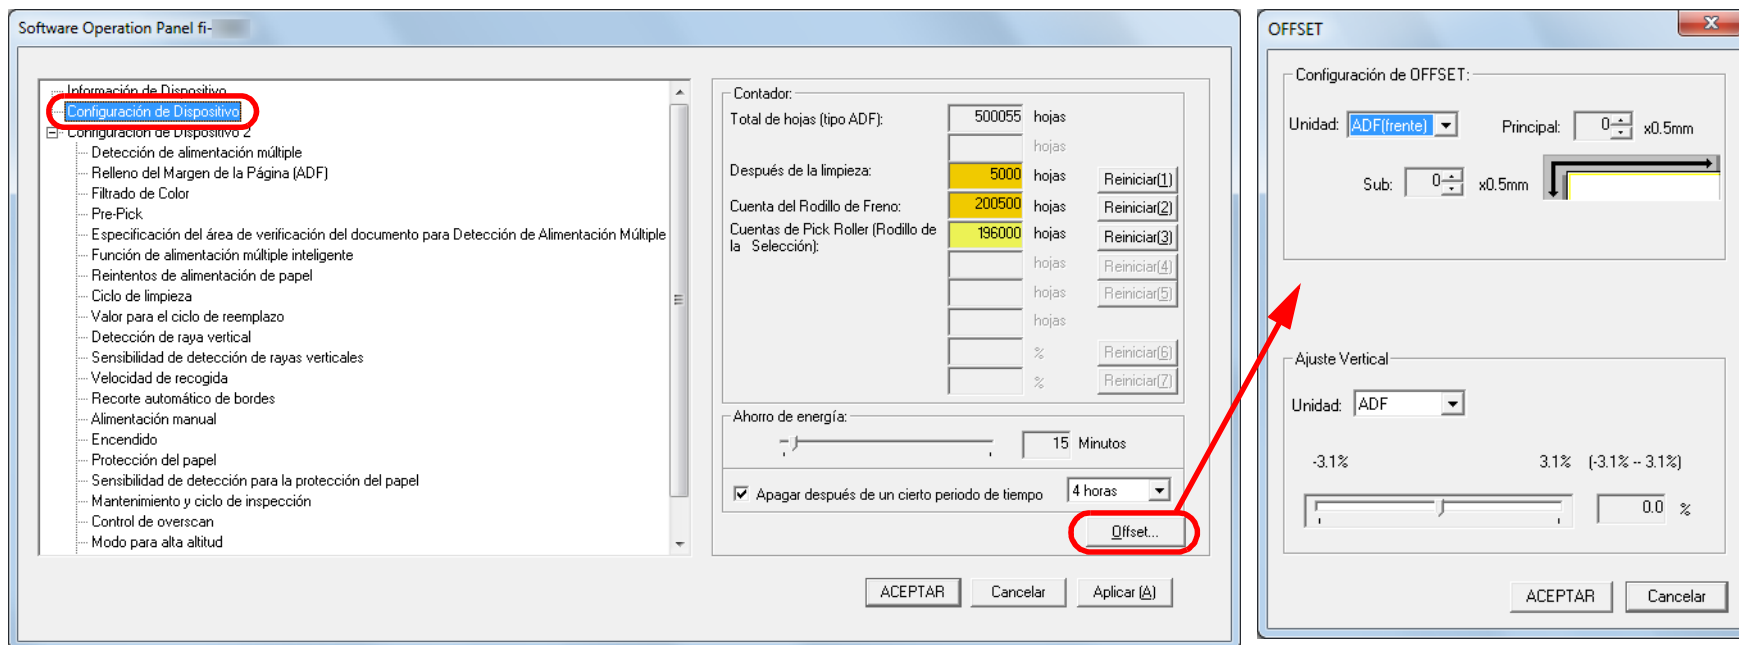 Software Operation Panel fi-
Información de Dispositivo
Configuración de Dispositivo
Configuración de Dispositivo 2
Detección de alimentación múltiple
Relleno del Margen de la Página (ADF)
Filtrado de Color
Pre-Pick
Especificación del área de verificación del documento para Detección de Alimentación Múltiple
Función de alimentación múltiple inteligente
Reintentos de alimentación de papel
Ciclo de limpieza
Valor para el ciclo de reemplazo
Detección de raya vertical
Sensibilidad de detección de rayas verticales
Velocidad de recogida
Recorte automático de bordes
Alimentación manual
Encendido
Protección del papel
Sensibilidad de detección para la protección del papel
Mantenimiento y ciclo de inspección
Control de overscan
Modo para alta altitud
Contador:
Total de hojas (tipo ADF): 500055 hojas
hojas
Después de la limpieza: 5000 hojas Reiniciar(1)
Cuenta del Rodillo de Freno: 200500 hojas Reiniciar(2)
Cuentas de Pick Roller (Rodillo de 196000 hojas Reiniciar(3)
la Selección):
hojas Reiniciar(4)
hojas Reiniciar(5)
hojas
% Reiniciar(6)
% Reiniciar(7)
Ahorro de energía:
15 Minutos
Apagar después de un cierto periodo de tiempo 4 horas
Offset...
ACEPTAR Cancelar Aplicar (A)
OFFSET
Configuración de OFFSET:
Unidad: ADF(frente) Principal: 0 x0.5mm
Sub: 0 x0.5mm
Ajuste Vertical
Unidad: ADF
-3.1% 3.1% (-3.1% -- 3.1%)
0.0 %
ACEPTAR Cancelar